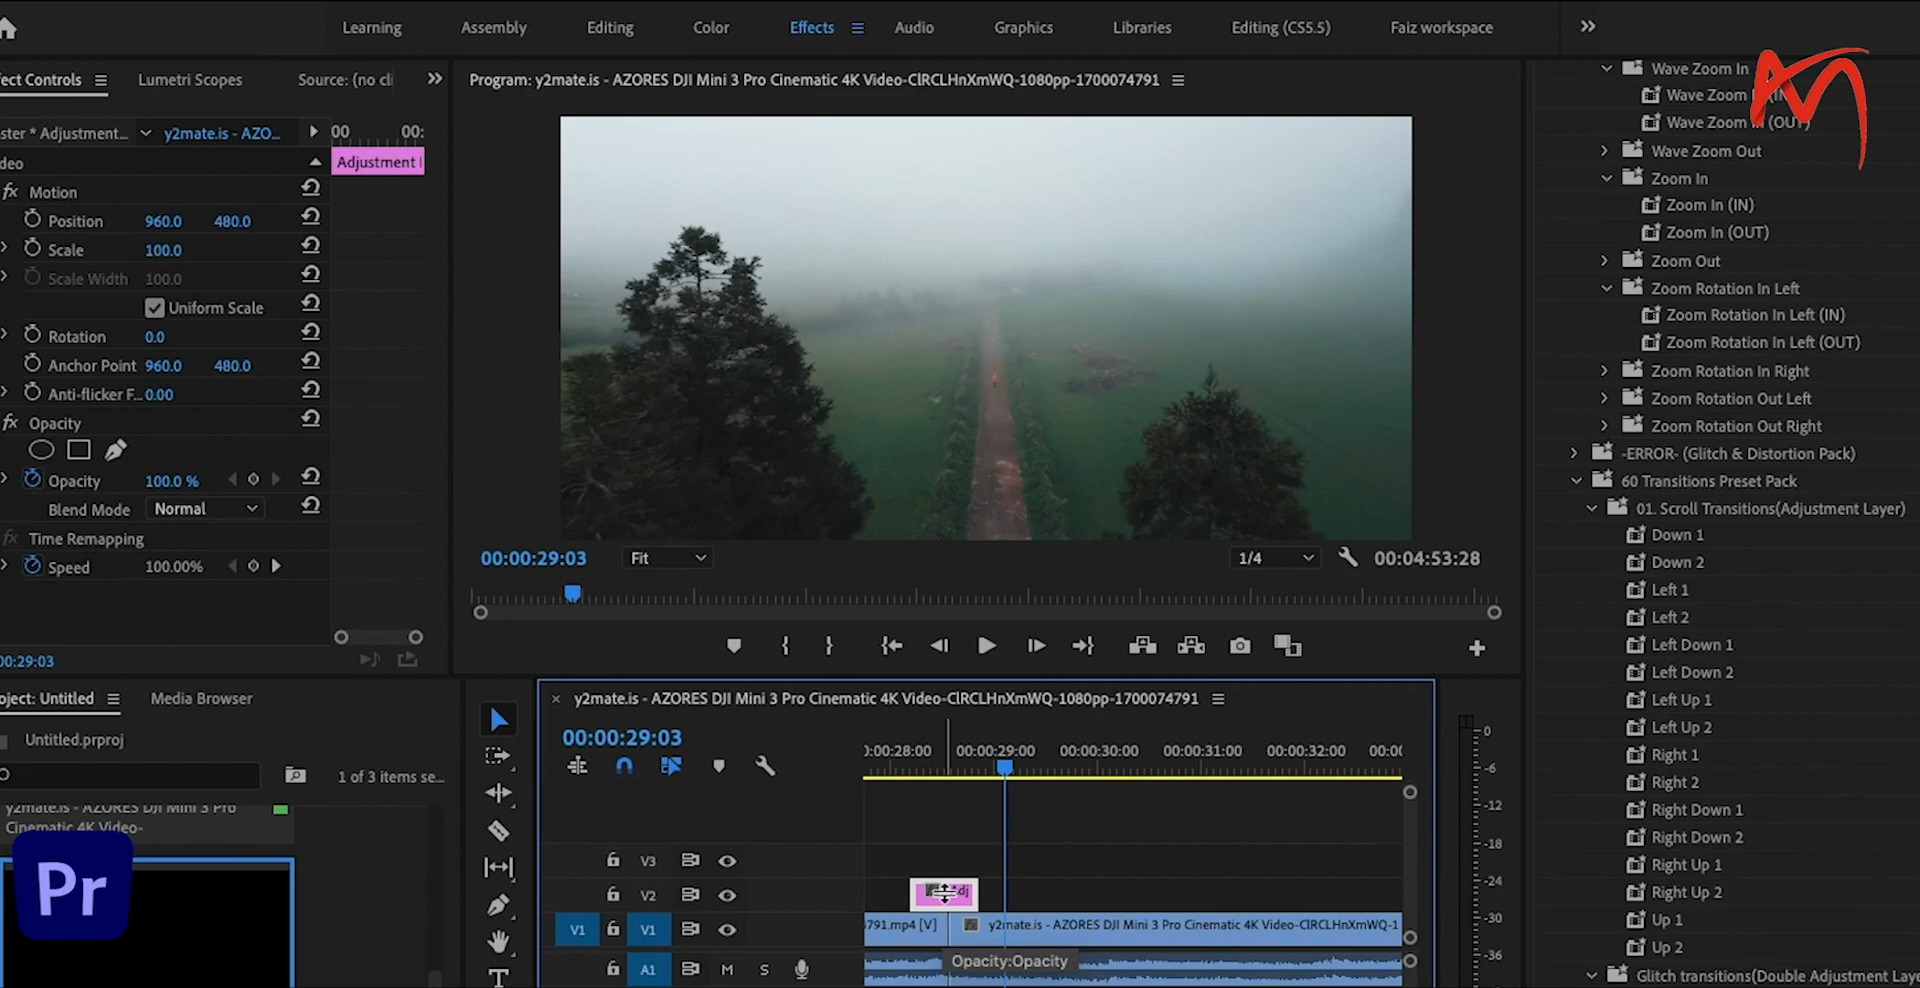 Learning Assembly Editing Color Effects Audio Graphics Libraries Editing (CS5.5) Faiz workspace
ect Controls Lumetri Scopes Source: (no cli
Program: y2mate.is - AZORES DJI Mini 3 Pro Cinematic 4K Video-ClRCLHnXmWQ-1080pp-1700074791
ster * Adjustment... y2mate.is - AZO... 00 00:
deo Adjustment l
fx Motion
Position 960.0 480.0
Scale 100.0
Scale Width 100.0
Uniform Scale
Rotation 0.0
Anchor Point 960.0 480.0
Anti-flicker F... 0.00
fx Opacity
Opacity 100.0 %
Blend Mode Normal
fx Time Remapping
Speed 100.00%
00:29:03
00:00:29:03 Fit 1/4 00:04:53:28
Wave Zoom In
Wave Zoom In (IN)
Wave Zoom In (OUT)
Wave Zoom Out
Zoom In
Zoom In (IN)
Zoom In (OUT)
Zoom Out
Zoom Rotation In Left
Zoom Rotation In Left (IN)
Zoom Rotation In Left (OUT)
Zoom Rotation In Right
Zoom Rotation Out Left
Zoom Rotation Out Right
-ERROR- (Glitch & Distortion Pack)
60 Transitions Preset Pack
01. Scroll Transitions(Adjustment Layer)
Down 1
Down 2
Left 1
Left 2
Left Down 1
Left Down 2
Left Up 1
Left Up 2
Right 1
Right 2
Right Down 1
Right Down 2
Right Up 1
Right Up 2
Up 1
Up 2
Glitch transitions(Double Adjustment Laye
oject: Untitled Media Browser
Untitled.prproj
1 of 3 items se...
y2mate.is - AZORES DJI Mini 3 Pro
Cinematic 4K Video-
Pr
y2mate.is - AZORES DJI Mini 3 Pro Cinematic 4K Video-ClRCLHnXmWQ-1080pp-1700074791
00:00:29:03
0:00:28:00 00:00:29:00 00:00:30:00 00:00:31:00 00:00:32:00 00:00
V3
V2 Adj
V1 V1 791.mp4 [V] y2mate.is - AZORES DJI Mini 3 Pro Cinematic 4K Video-ClRCLHnXmWQ-1
Opacity:Opacity
A1 M S
0
-6
-12
-18
-24
-30
-36